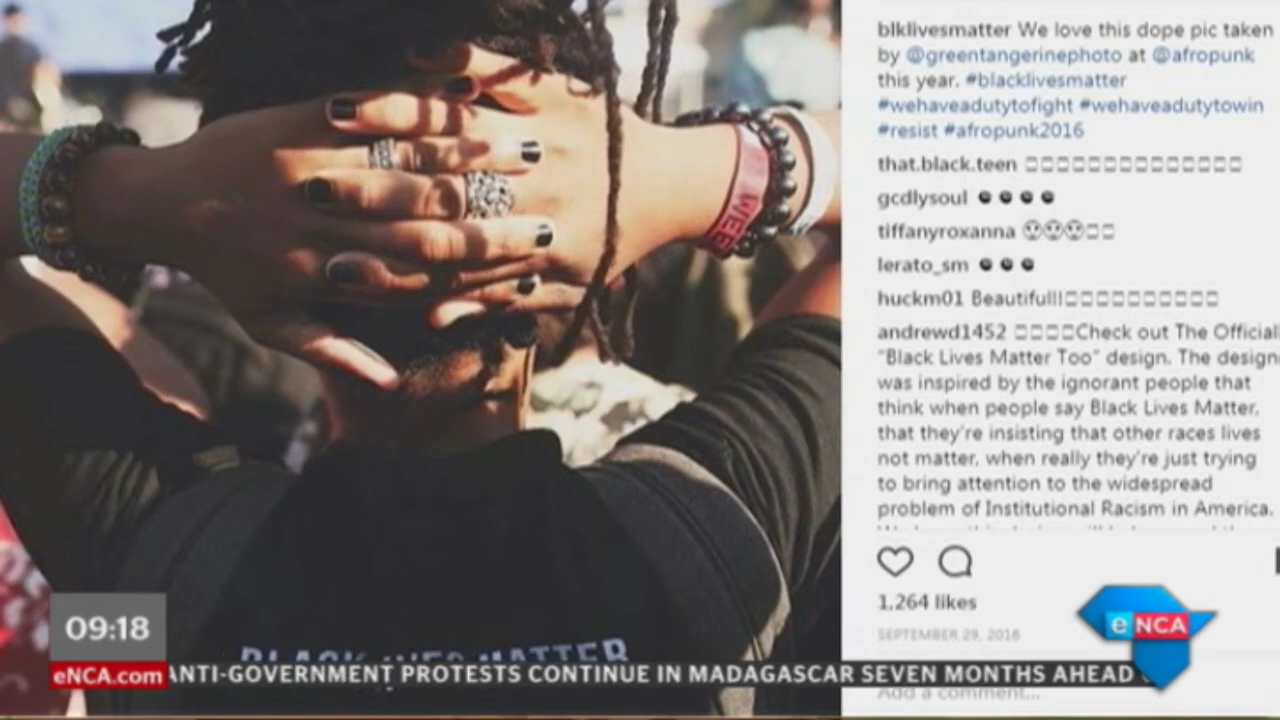 blklivesmatter We love this dope pic taken
by @greentangerinephoto at @afropunk
this year. #blacklivesmatter
#wehaveadutytofight #wehaveadutytowin
#resist #afropunk2016
that.black.teen
gcdlysoul
tiffanyroxanna
lerato_sm
huckm01 Beautiful!!
andrewd1452 Check out The Official
"Black Lives Matter Too" design. The design
was inspired by the ignorant people that
think when people say Black Lives Matter,
that they're insisting that other races lives
not matter, when really they're just trying
to bring attention to the widespread
problem of Institutional Racism in America.
1,264 likes
SEPTEMBER 29, 2016
Add a comment...
WEE
BLACK LIVES MATTER
09:18
eNCA.com
ANTI-GOVERNMENT PROTESTS CONTINUE IN MADAGASCAR SEVEN MONTHS AHEAD
eNCA